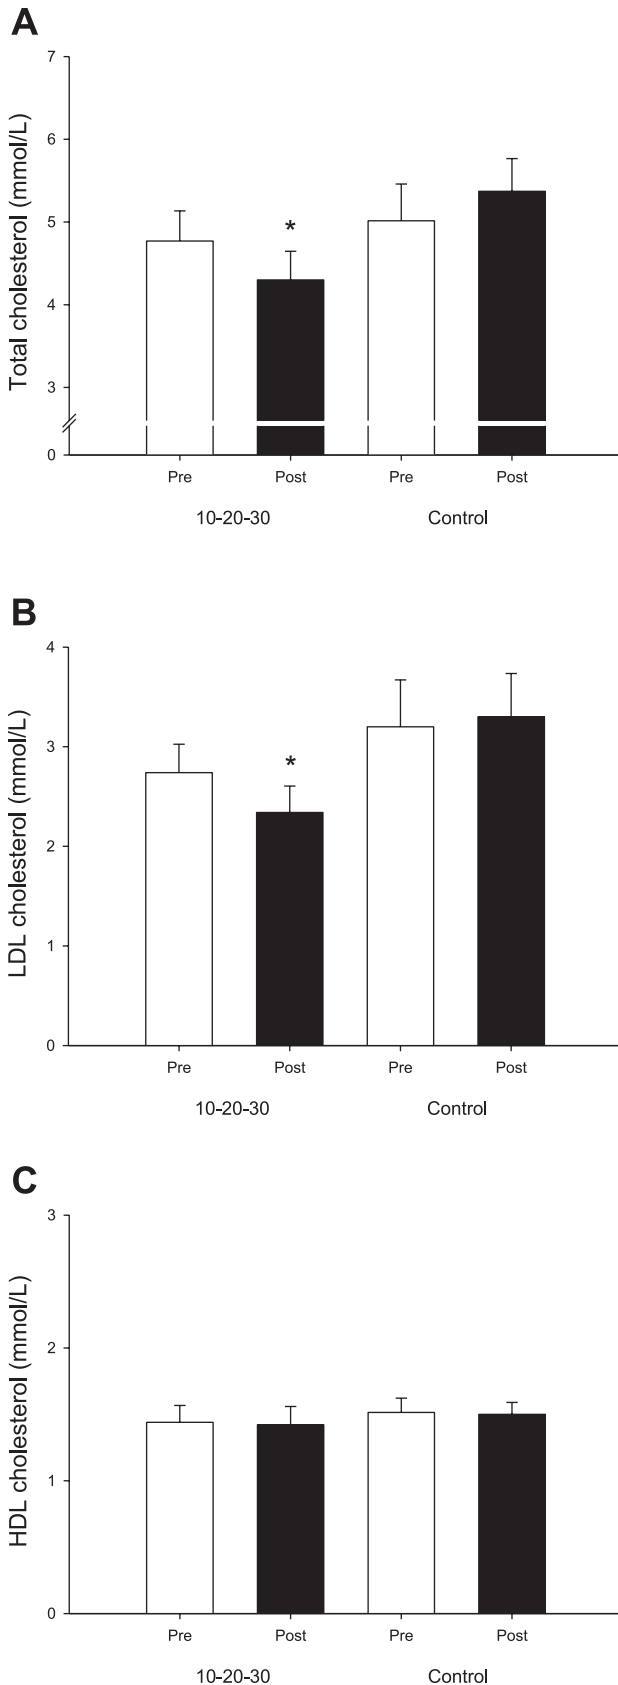 A
Total cholesterol (mmol/L)
7
6
5
4
3
0
*
Pre Post Pre Post
10-20-30 Control
B
LDL cholesterol (mmol/L)
4
3
2
1
0
*
Pre Post Pre Post
10-20-30 Control
C
HDL cholesterol (mmol/L)
3
2
1
0
Pre Post Pre Post
10-20-30 Control